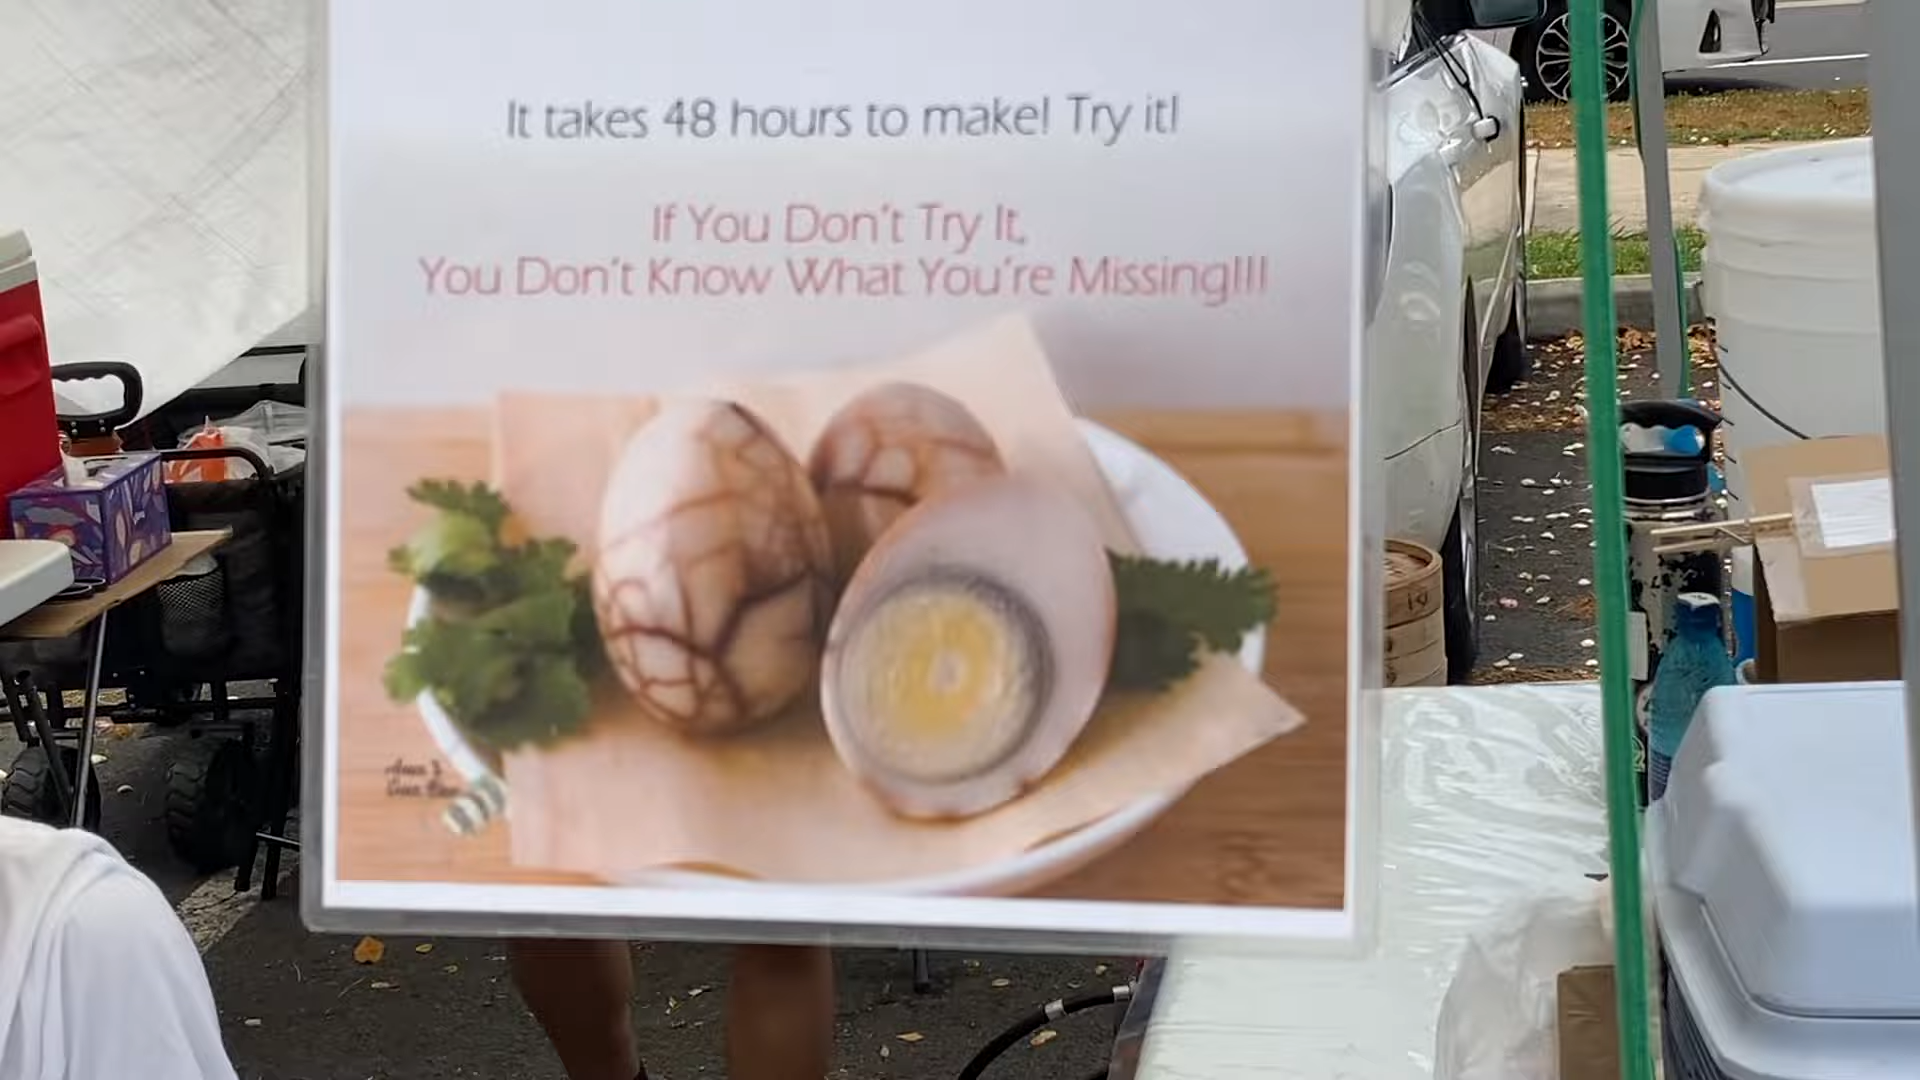 It takes 48 hours to make! Try it!
If You Don't Try It,
You Don't Know What You're Missing!!!